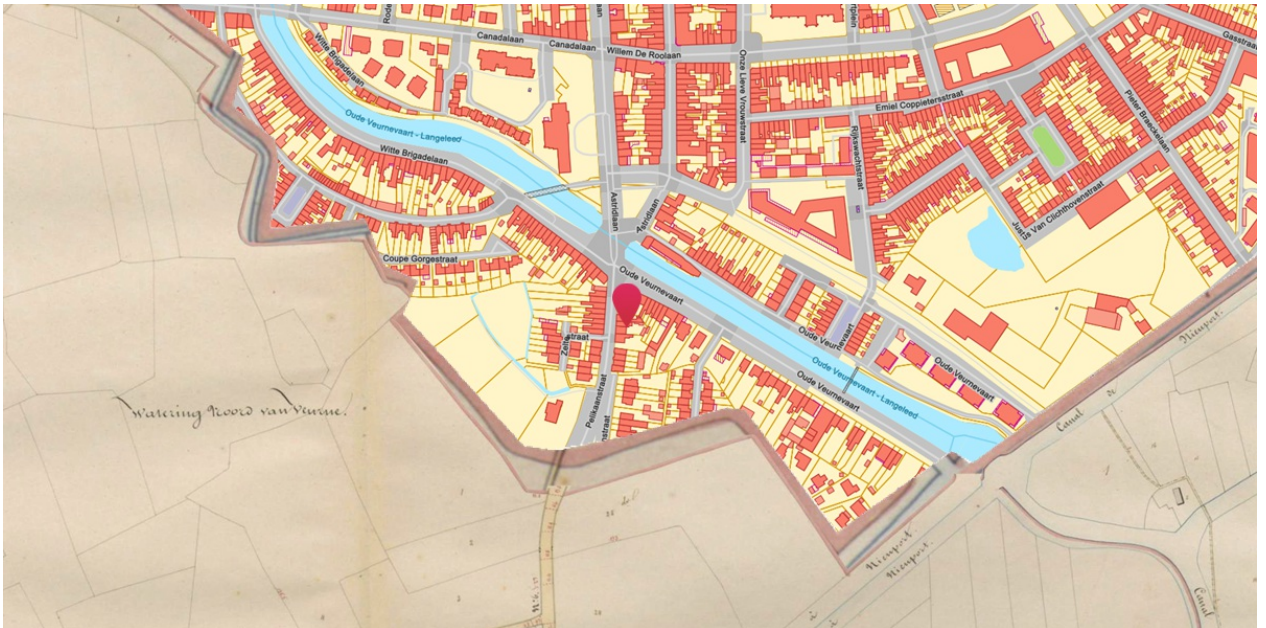 Canadalaan
Canadalaan
Willem De Roolaan
Witte Brigadelaan
Onze Lieve Vrouwstraat
Gasstraat
Pieter Braeckelaan
Emiel Coppietersstraat
Oude Veurnevaart - Langeleed
Rijkswachtstraat
Witte Brigadelaan
Astridlaan
Astridlaan
Justus Van Clichthovenstraat
Coupe Gorgestraat
Oude Veurnevaart
Oude Veurnevaart
Nieuport.
Oude Veurnevaart
Oude Veurnevaart - Langeleed
Oude Veurnevaart
Pelikaanstraat
Watering Noord van Veurne.
Canal de
Nieuport.
Nieuport.
Canal